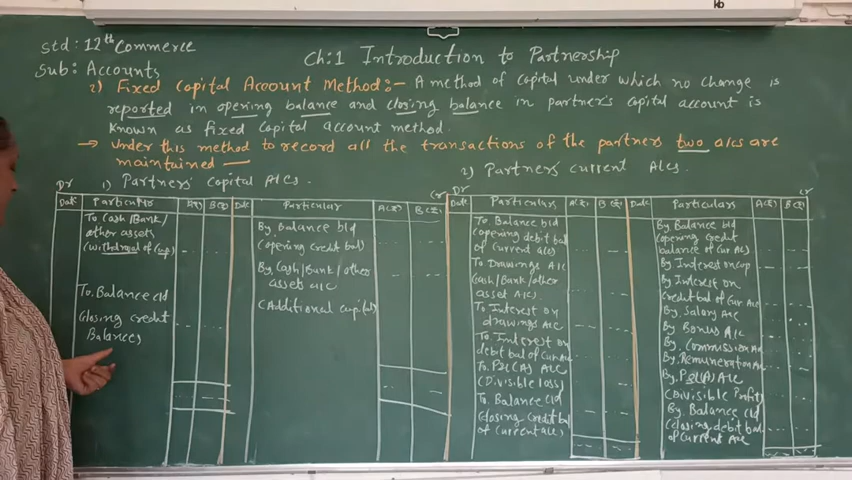 kb
std: 12th Commerce
Sub: Accounts
Ch:1 Introduction to Partnership
2) Fixed Capital Account Method:- A method of capital under which no change is
reported in opening balance and closing balance in partner's capital account is
known as fixed capital account method.
→ Under this method to record all the transactions of the partners two a/cs are
maintained —
1) Partners' Capital A/cs.
2) Partners current A/cs.
Dr
Cr
Date Particular A(₹) B(₹) Date Particular A(₹) B(₹)
To Cash/Bank/
other assets
(withdrawal of cap)
To Balance c/d
(closing credit
Balance)
By Balance b/d
(opening credit bal)
By Cash/Bank/other
assets a/c
(Additional capital)
Dr
Cr
Date Particulars A(₹) B(₹) Date Particulars A(₹) B(₹)
To Balance b/d
(opening debit bal
of current a/c)
To Drawings A/c
Cash/Bank/other
asset A/c)
To Interest on
drawings A/c
To Interest on
debit bal of cur A/c
To P&L(A) A/c
(Divisible loss)
To Balance c/d
(closing credit bal
of current a/c)
By Balance b/d
(opening credit
balance of cur A/c)
By Interest on cap
By Interest on
credit bal of cur A/c
By Salary A/c
By Bonus A/c
By Commission A/c
By Remuneration A/c
By P&L(A) A/c
(Divisible Profit)
By Balance c/d
(closing debit bal
of current A/c